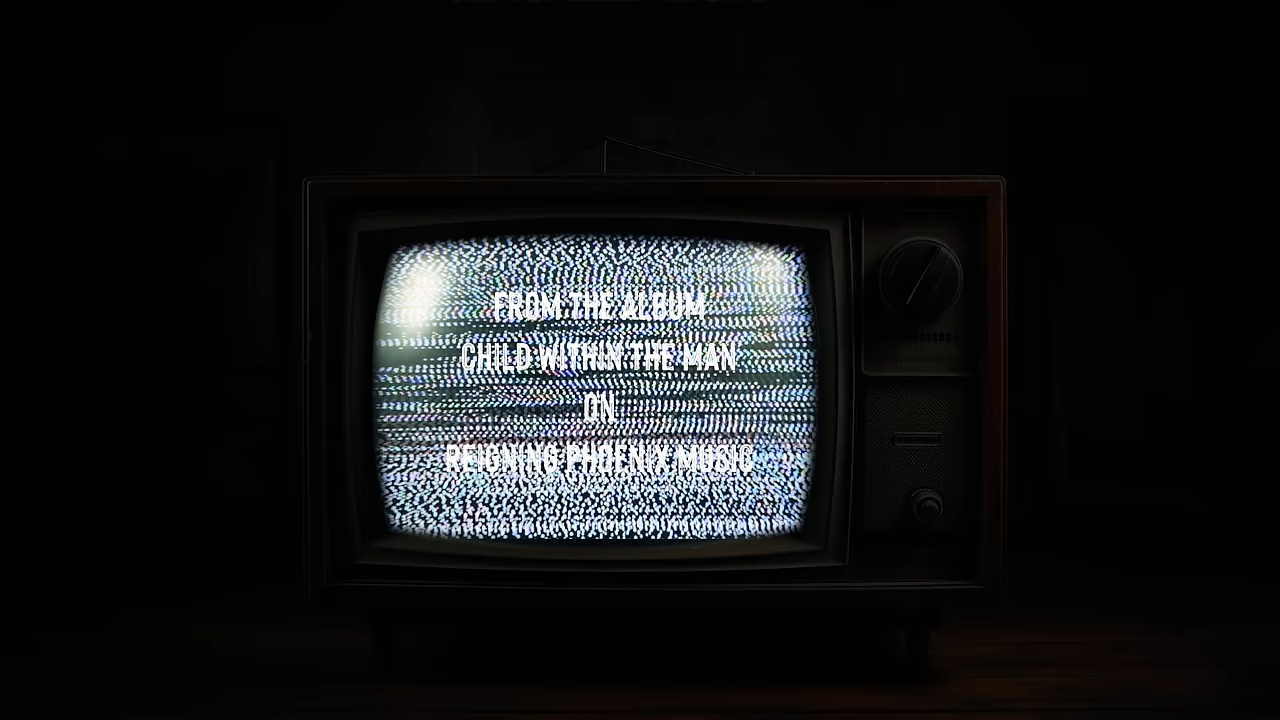 FROM THE ALBUM
CHILD WITHIN THE MAN
ON
REIGNING PHOENIX MUSIC